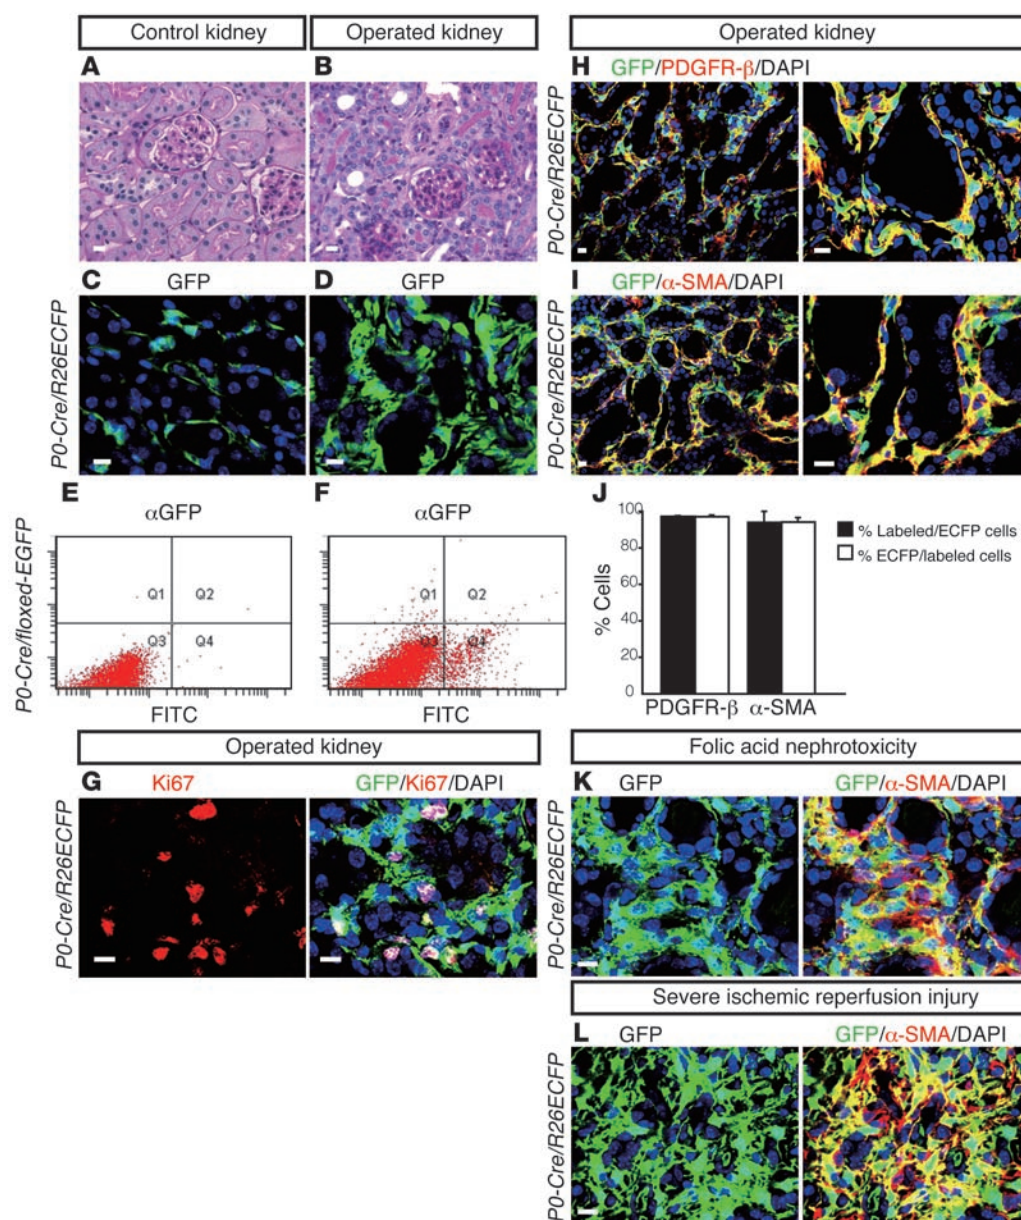 Control kidney
Operated kidney
A
B
C GFP
D GFP
P0-Cre/R26ECFP
E
αGFP
F
αGFP
P0-Cre/floxed-EGFP
Q1
Q2
Q3
Q4
FITC
Q1
Q2
Q3
Q4
FITC
Operated kidney
G Ki67
GFP/Ki67/DAPI
P0-Cre/R26ECFP
Operated kidney
H GFP/PDGFR-β/DAPI
P0-Cre/R26ECFP
I GFP/α-SMA/DAPI
P0-Cre/R26ECFP
J
% Cells
100
80
60
40
20
0
PDGFR-β α-SMA
% Labeled/ECFP cells
% ECFP/labeled cells
Folic acid nephrotoxicity
K GFP
GFP/α-SMA/DAPI
P0-Cre/R26ECFP
Severe ischemic reperfusion injury
L GFP
GFP/α-SMA/DAPI
P0-Cre/R26ECFP